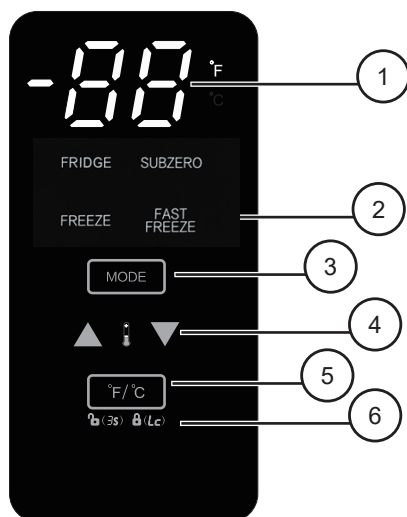 -88 °F
°C
1
FRIDGE SUBZERO
FREEZE FAST FREEZE
2
MODE
3
4
°F/°C
5
(3s) (Lc)
6